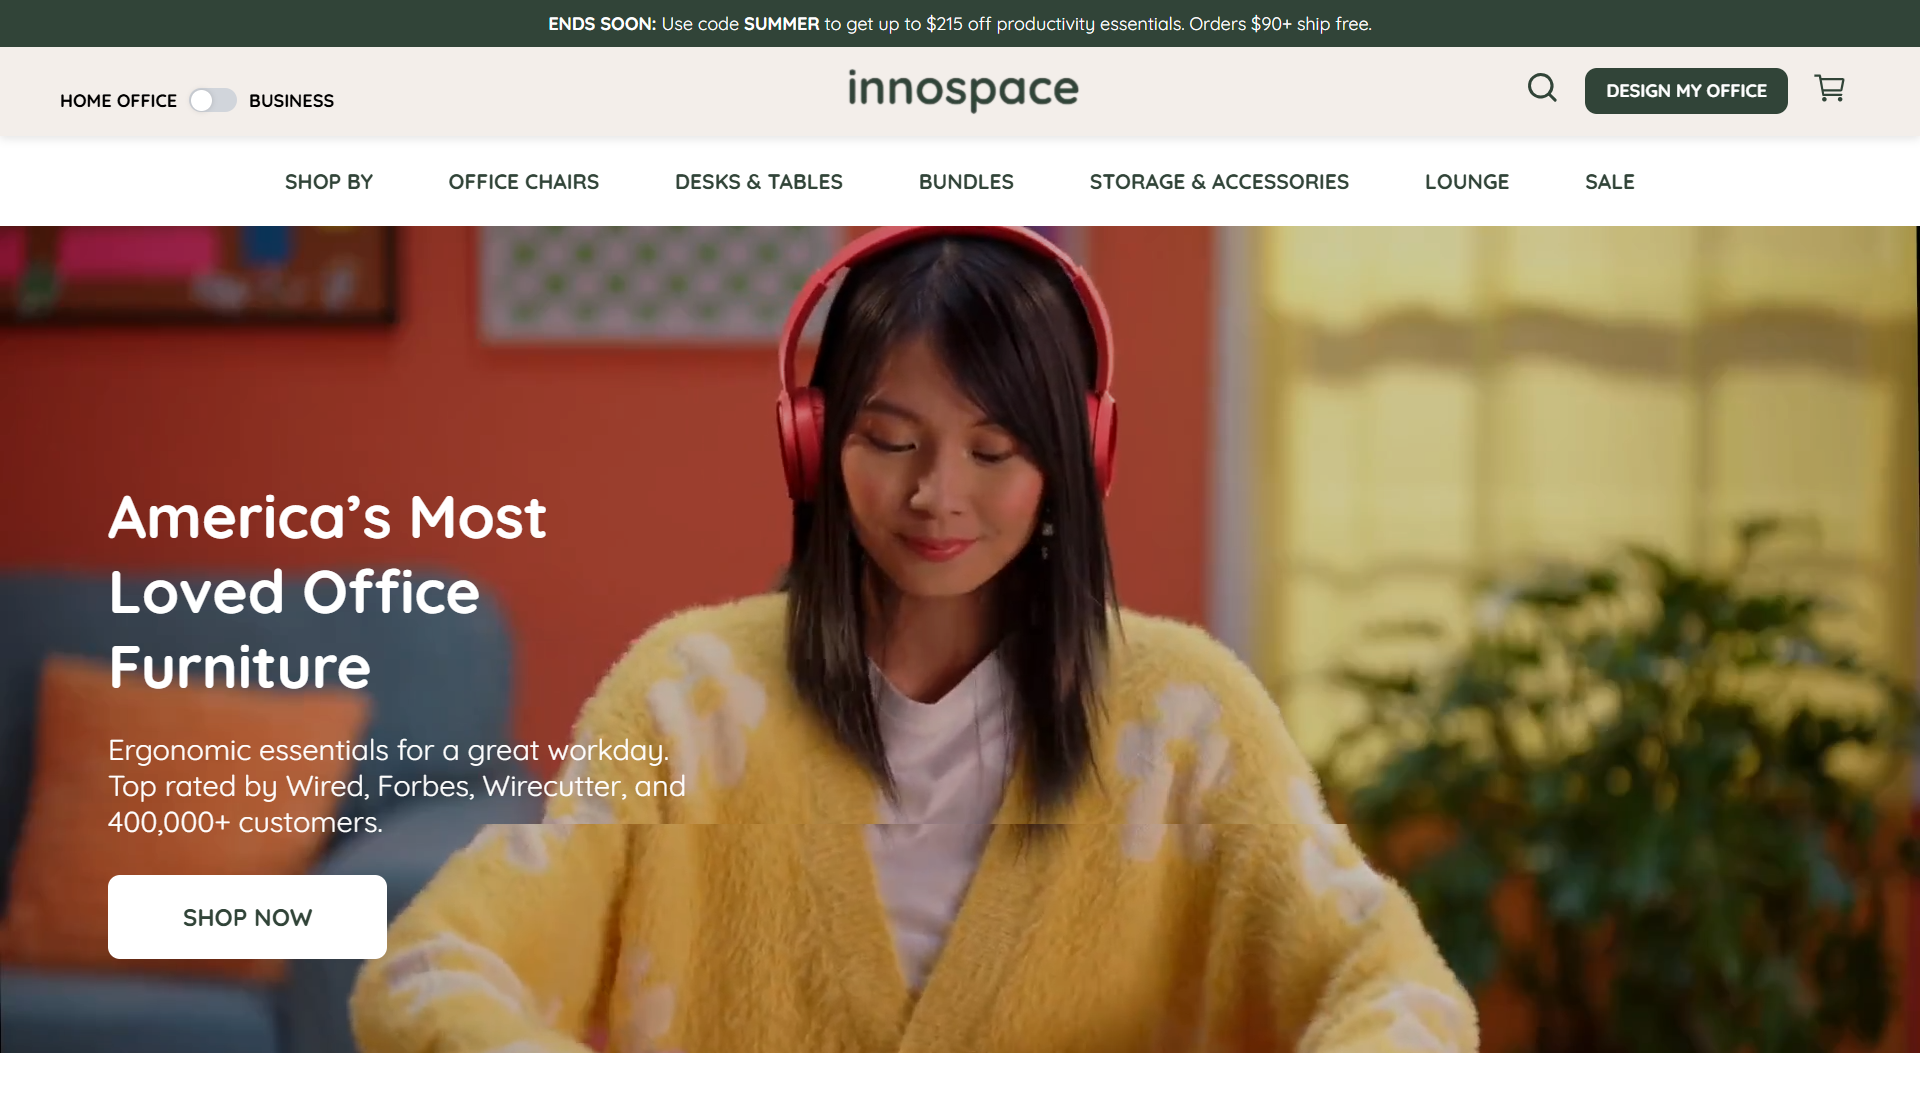 ENDS SOON: Use code SUMMER to get up to $215 off productivity essentials. Orders $90+ ship free.
HOME OFFICE BUSINESS
innospace
DESIGN MY OFFICE
SHOP BY OFFICE CHAIRS DESKS & TABLES BUNDLES STORAGE & ACCESSORIES LOUNGE SALE
America’s Most
Loved Office
Furniture
Ergonomic essentials for a great workday.
Top rated by Wired, Forbes, Wirecutter, and
400,000+ customers.
SHOP NOW